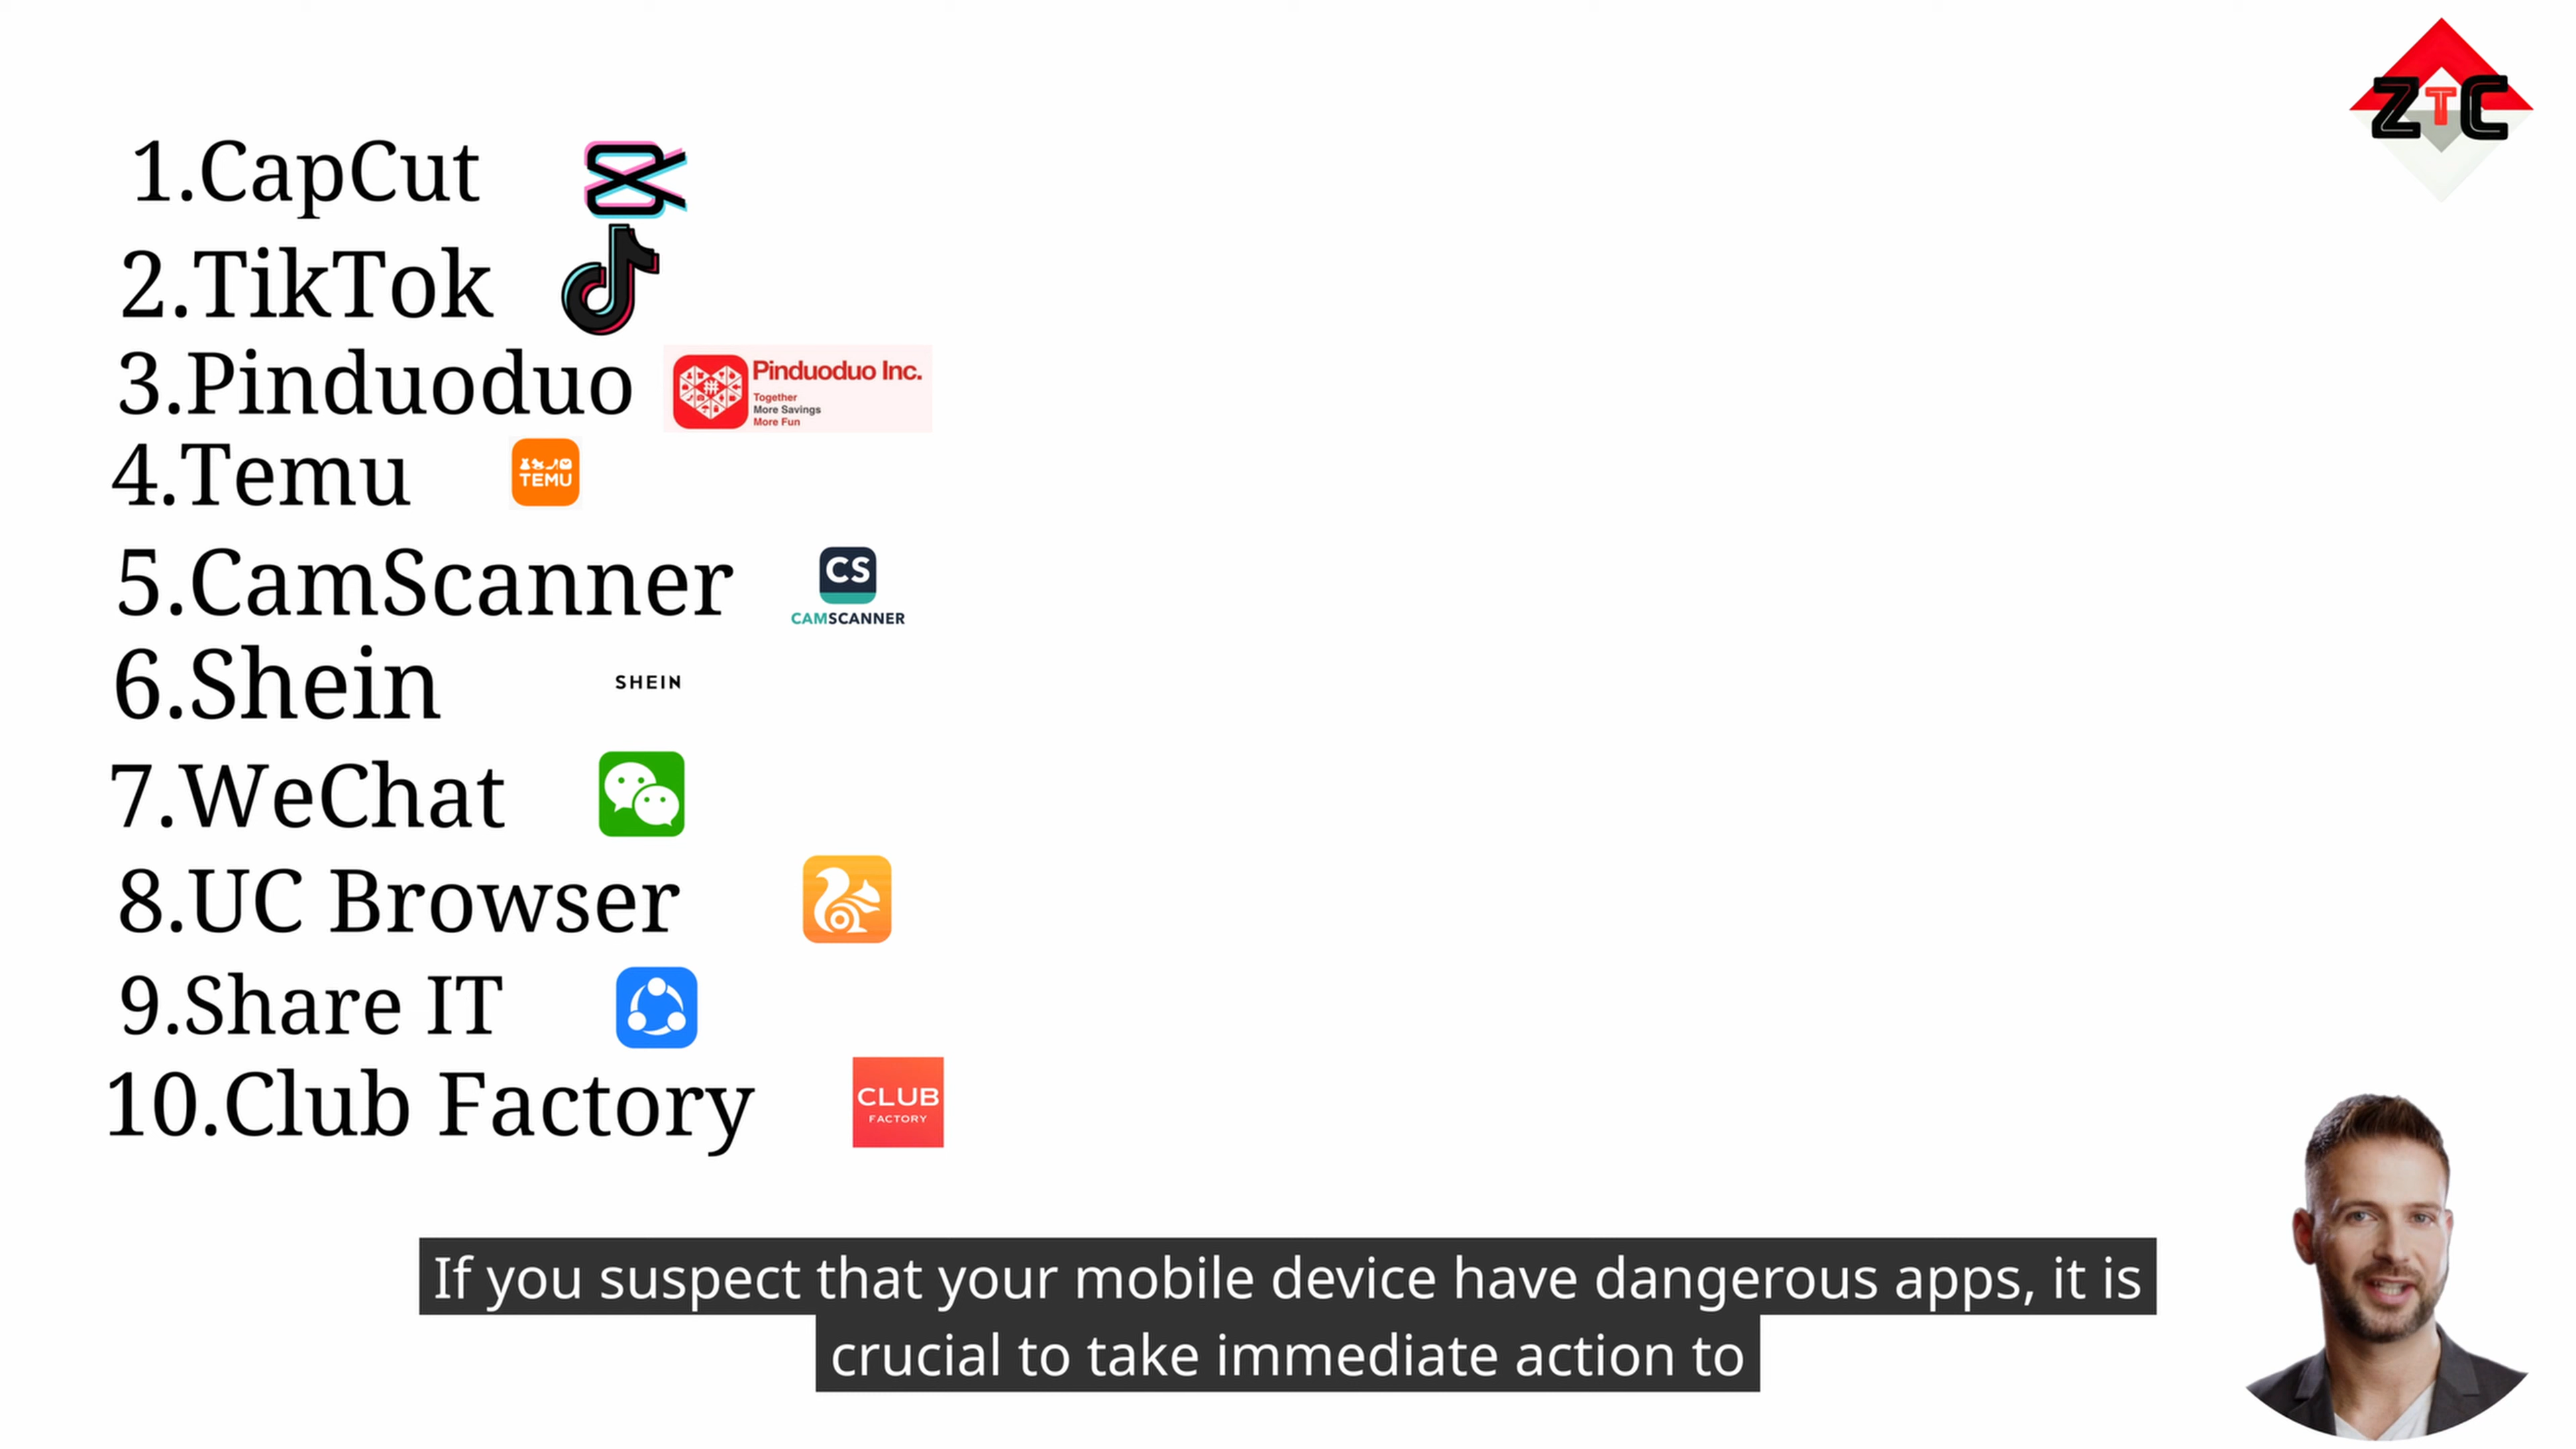 ZTC
1.CapCut
2.TikTok
3.Pinduoduo
Pinduoduo Inc.
Together
More Savings
More Fun
4.Temu
TEMU
5.CamScanner
CS
CAMSCANNER
6.Shein
SHEIN
7.WeChat
8.UC Browser
9.Share IT
10.Club Factory
CLUB
FACTORY
If you suspect that your mobile device have dangerous apps, it is
crucial to take immediate action to